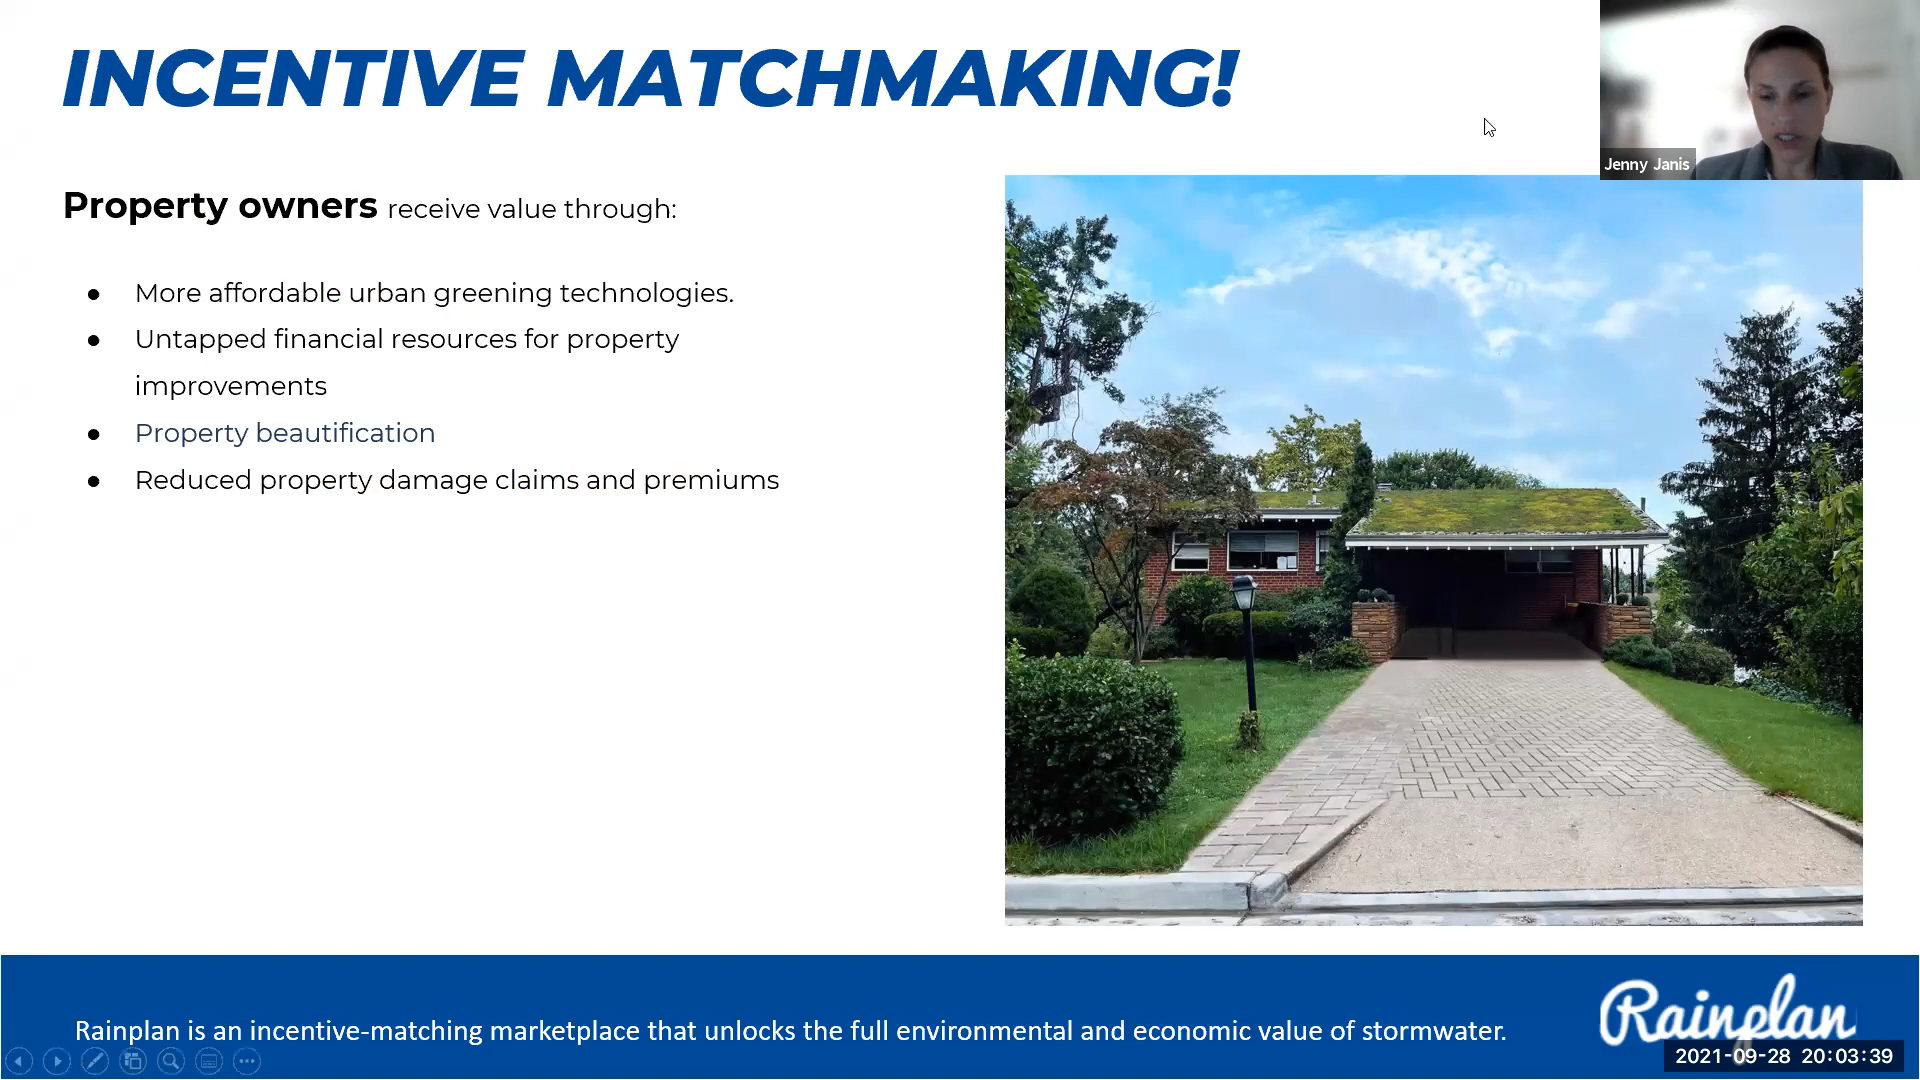 INCENTIVE MATCHMAKING!
Jenny Janis
Property owners receive value through:
● More affordable urban greening technologies.
● Untapped financial resources for property
improvements
● Property beautification
● Reduced property damage claims and premiums
Rainplan is an incentive-matching marketplace that unlocks the full environmental and economic value of stormwater.
Rainplan
2021-09-28 20:03:39